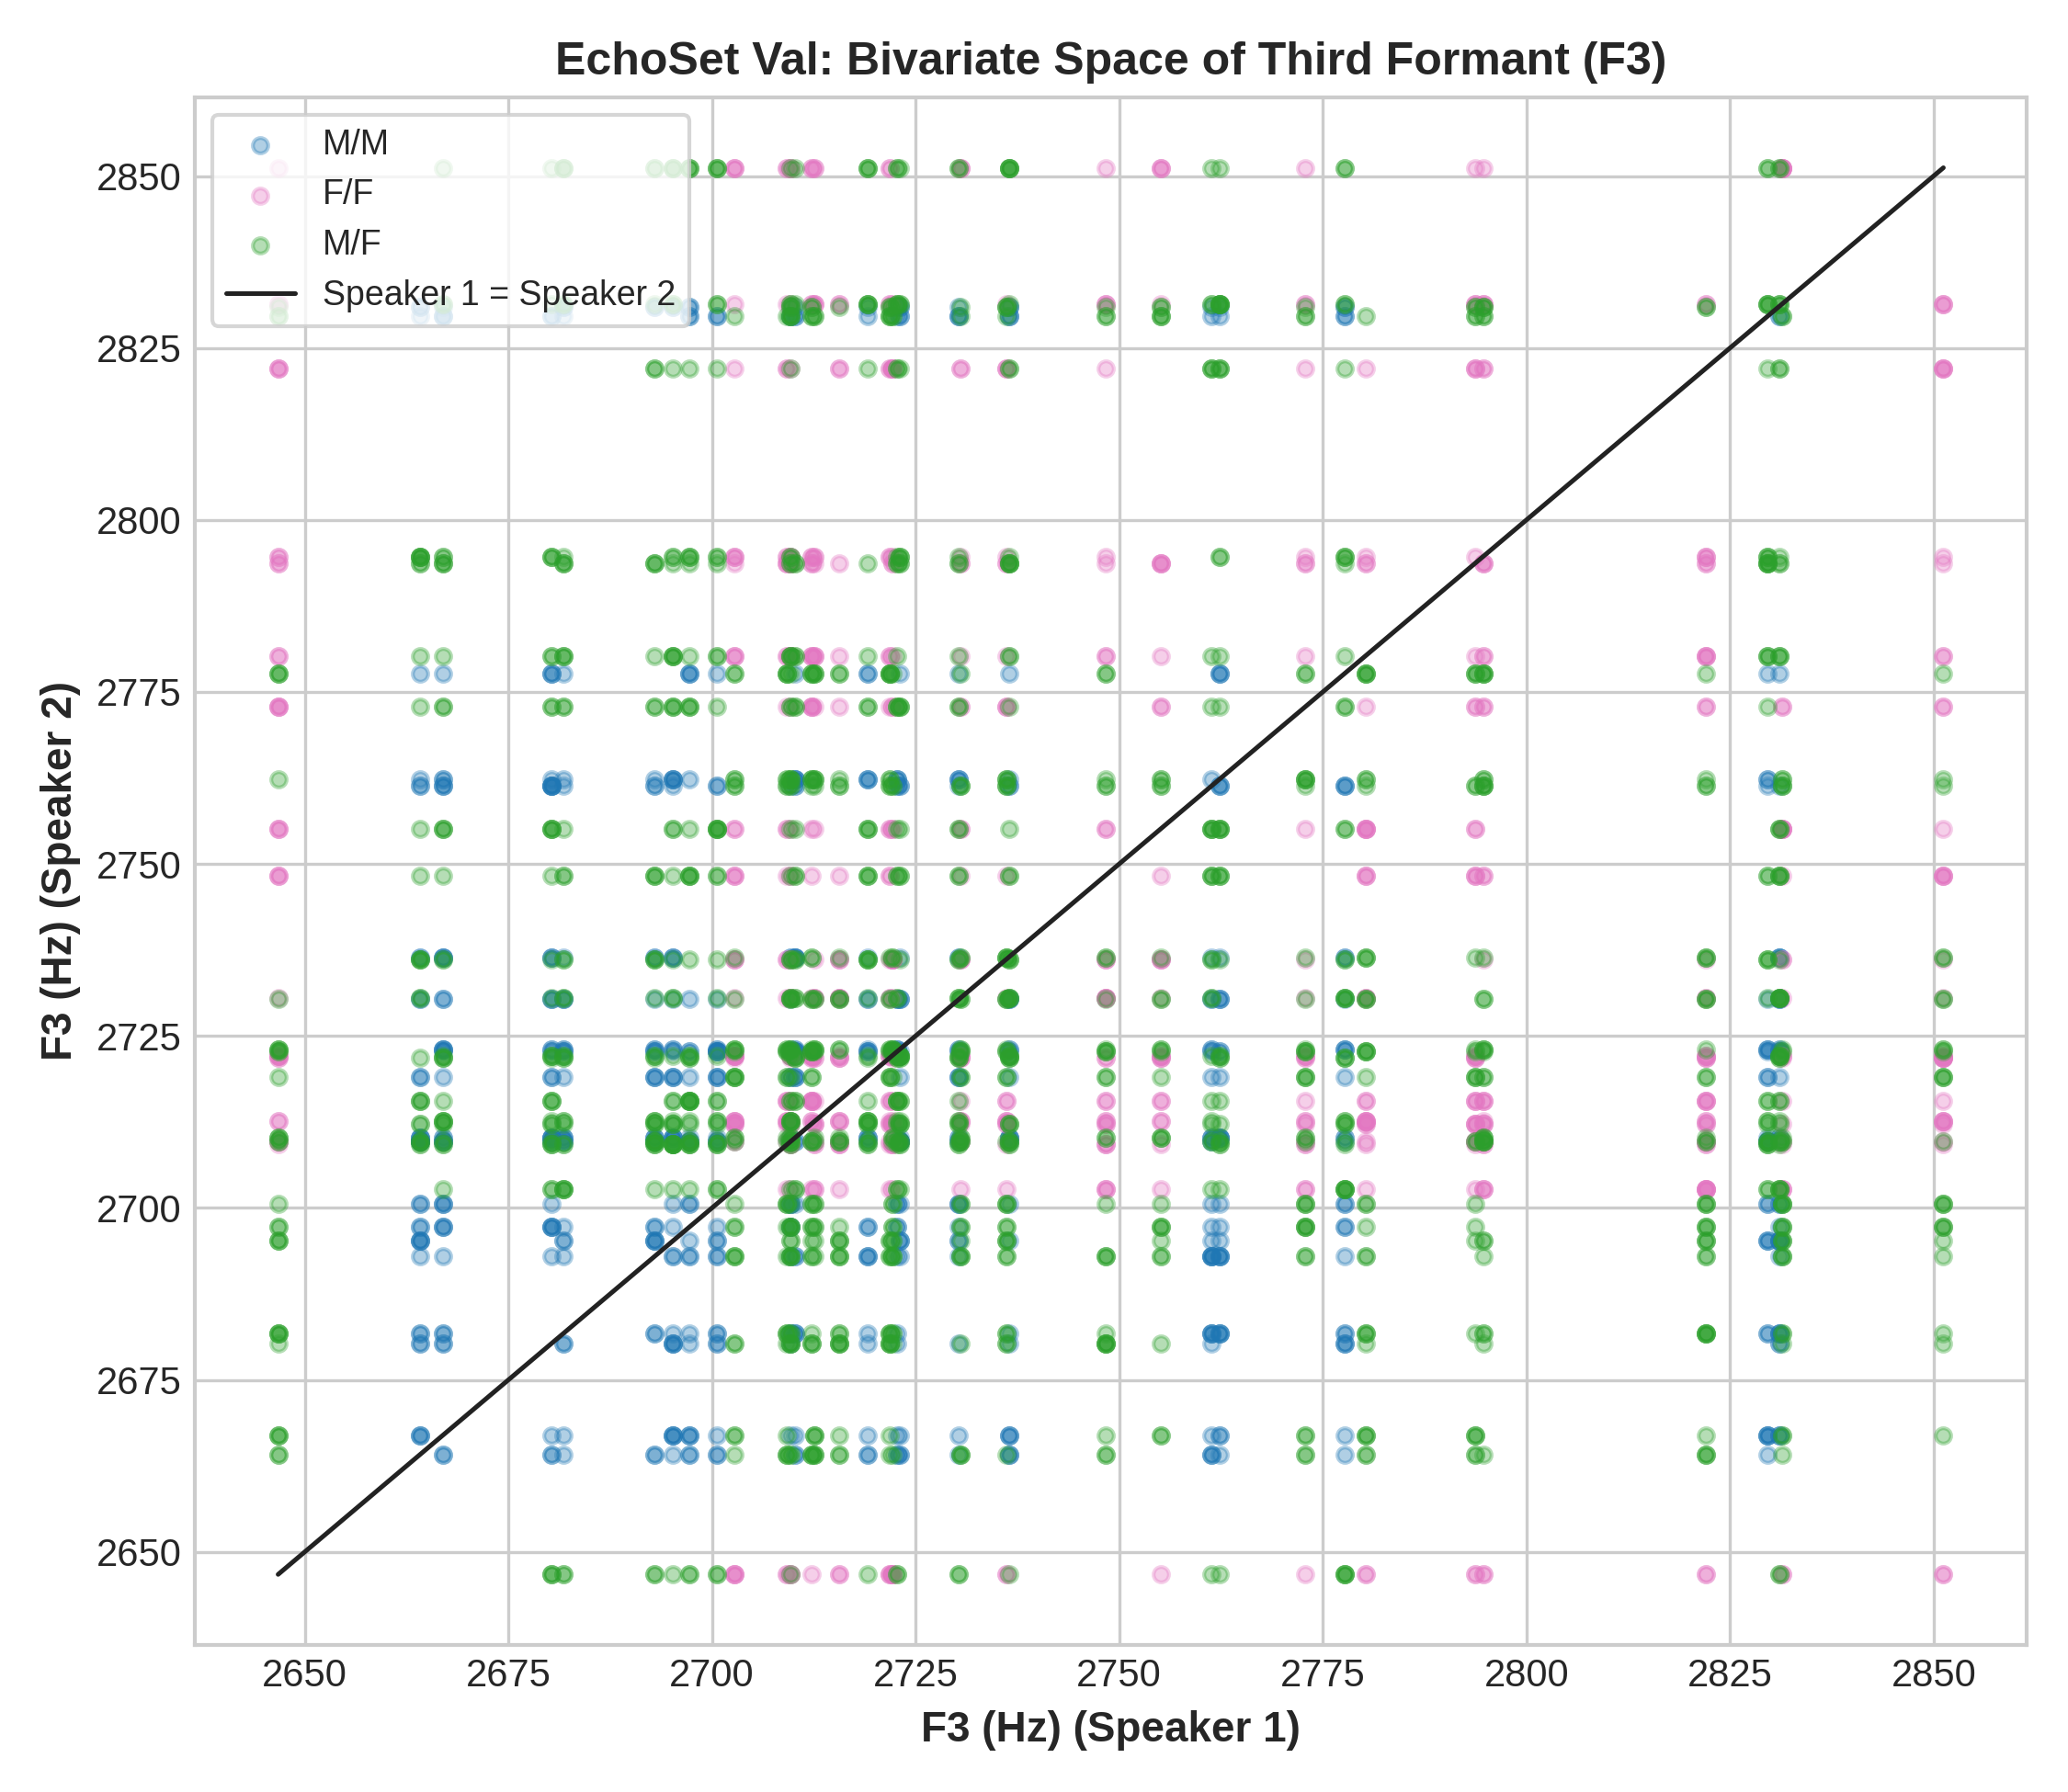 EchoSet Val: Bivariate Space of Third Formant (F3)
M/M
F/F
M/F
Speaker 1 = Speaker 2
F3 (Hz) (Speaker 2)
2850
2825
2800
2775
2750
2725
2700
2675
2650
2650 2675 2700 2725 2750 2775 2800 2825 2850
F3 (Hz) (Speaker 1)